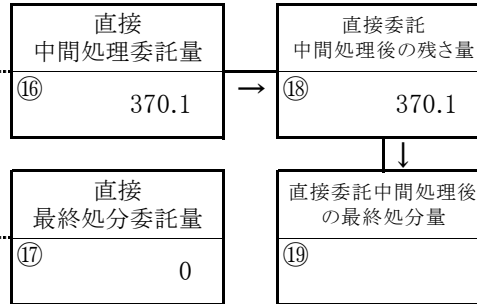 直接
中間処理委託量
⑯
370.1
→
直接委託
中間処理後の残さ量
⑱
370.1
↓
直接
最終処分委託量
⑰
0
直接委託中間処理後
の最終処分量
⑲